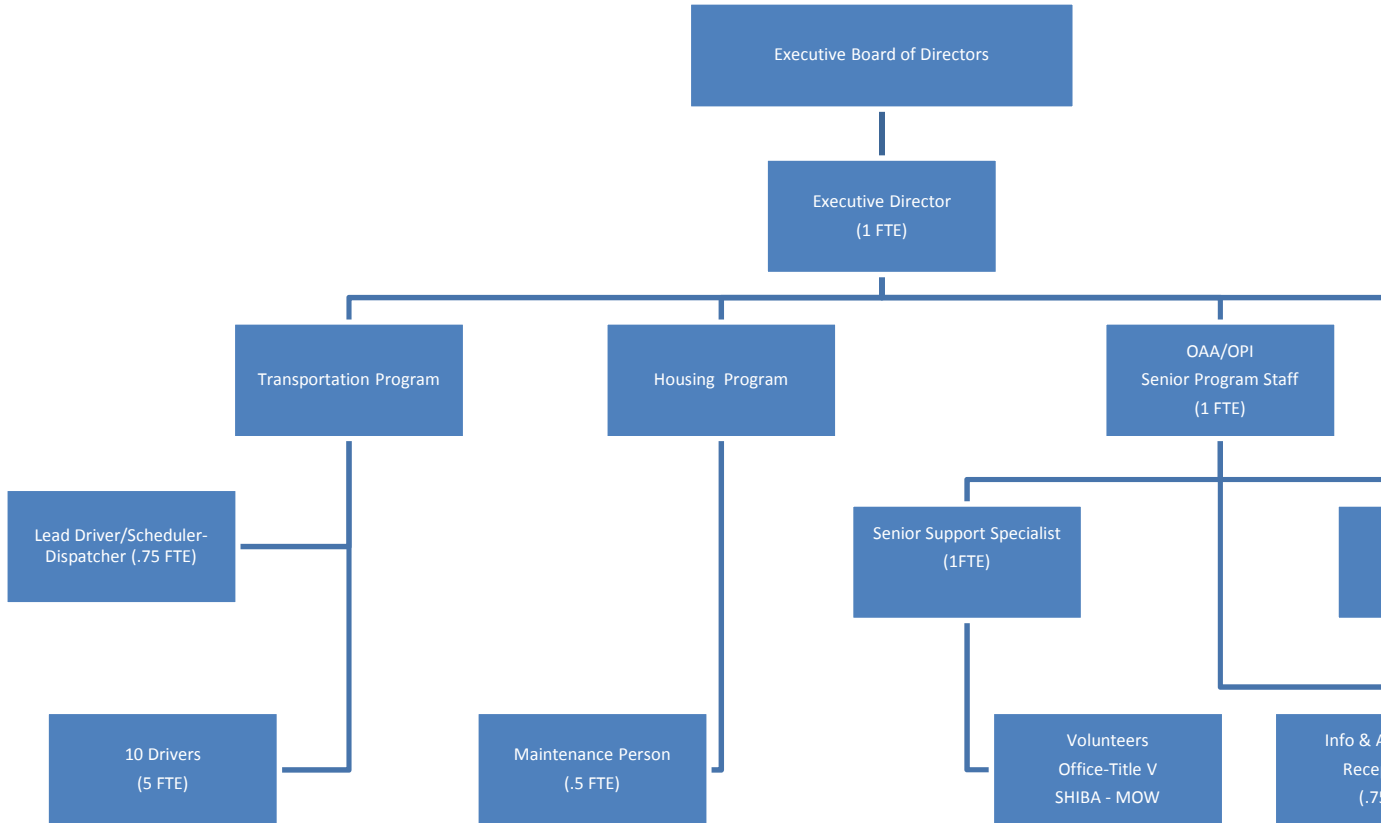 Executive Board of Directors
Executive Director
(1 FTE)
Transportation Program
Housing Program
OAA/OPI
Senior Program Staff
(1 FTE)
Lead Driver/Scheduler-
Dispatcher (.75 FTE)
Senior Support Specialist
(1FTE)
10 Drivers
(5 FTE)
Maintenance Person
(.5 FTE)
Volunteers
Office-Title V
SHIBA - MOW
Info &